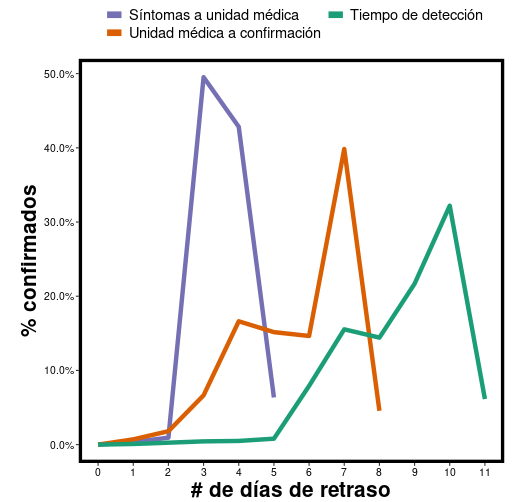 Síntomas a unidad médica
Tiempo de detección
Unidad médica a confirmación
50.0%
40.0%
30.0%
20.0%
10.0%
0.0%
% confirmados
0 1 2 3 4 5 6 7 8 9 10 11
# de días de retraso